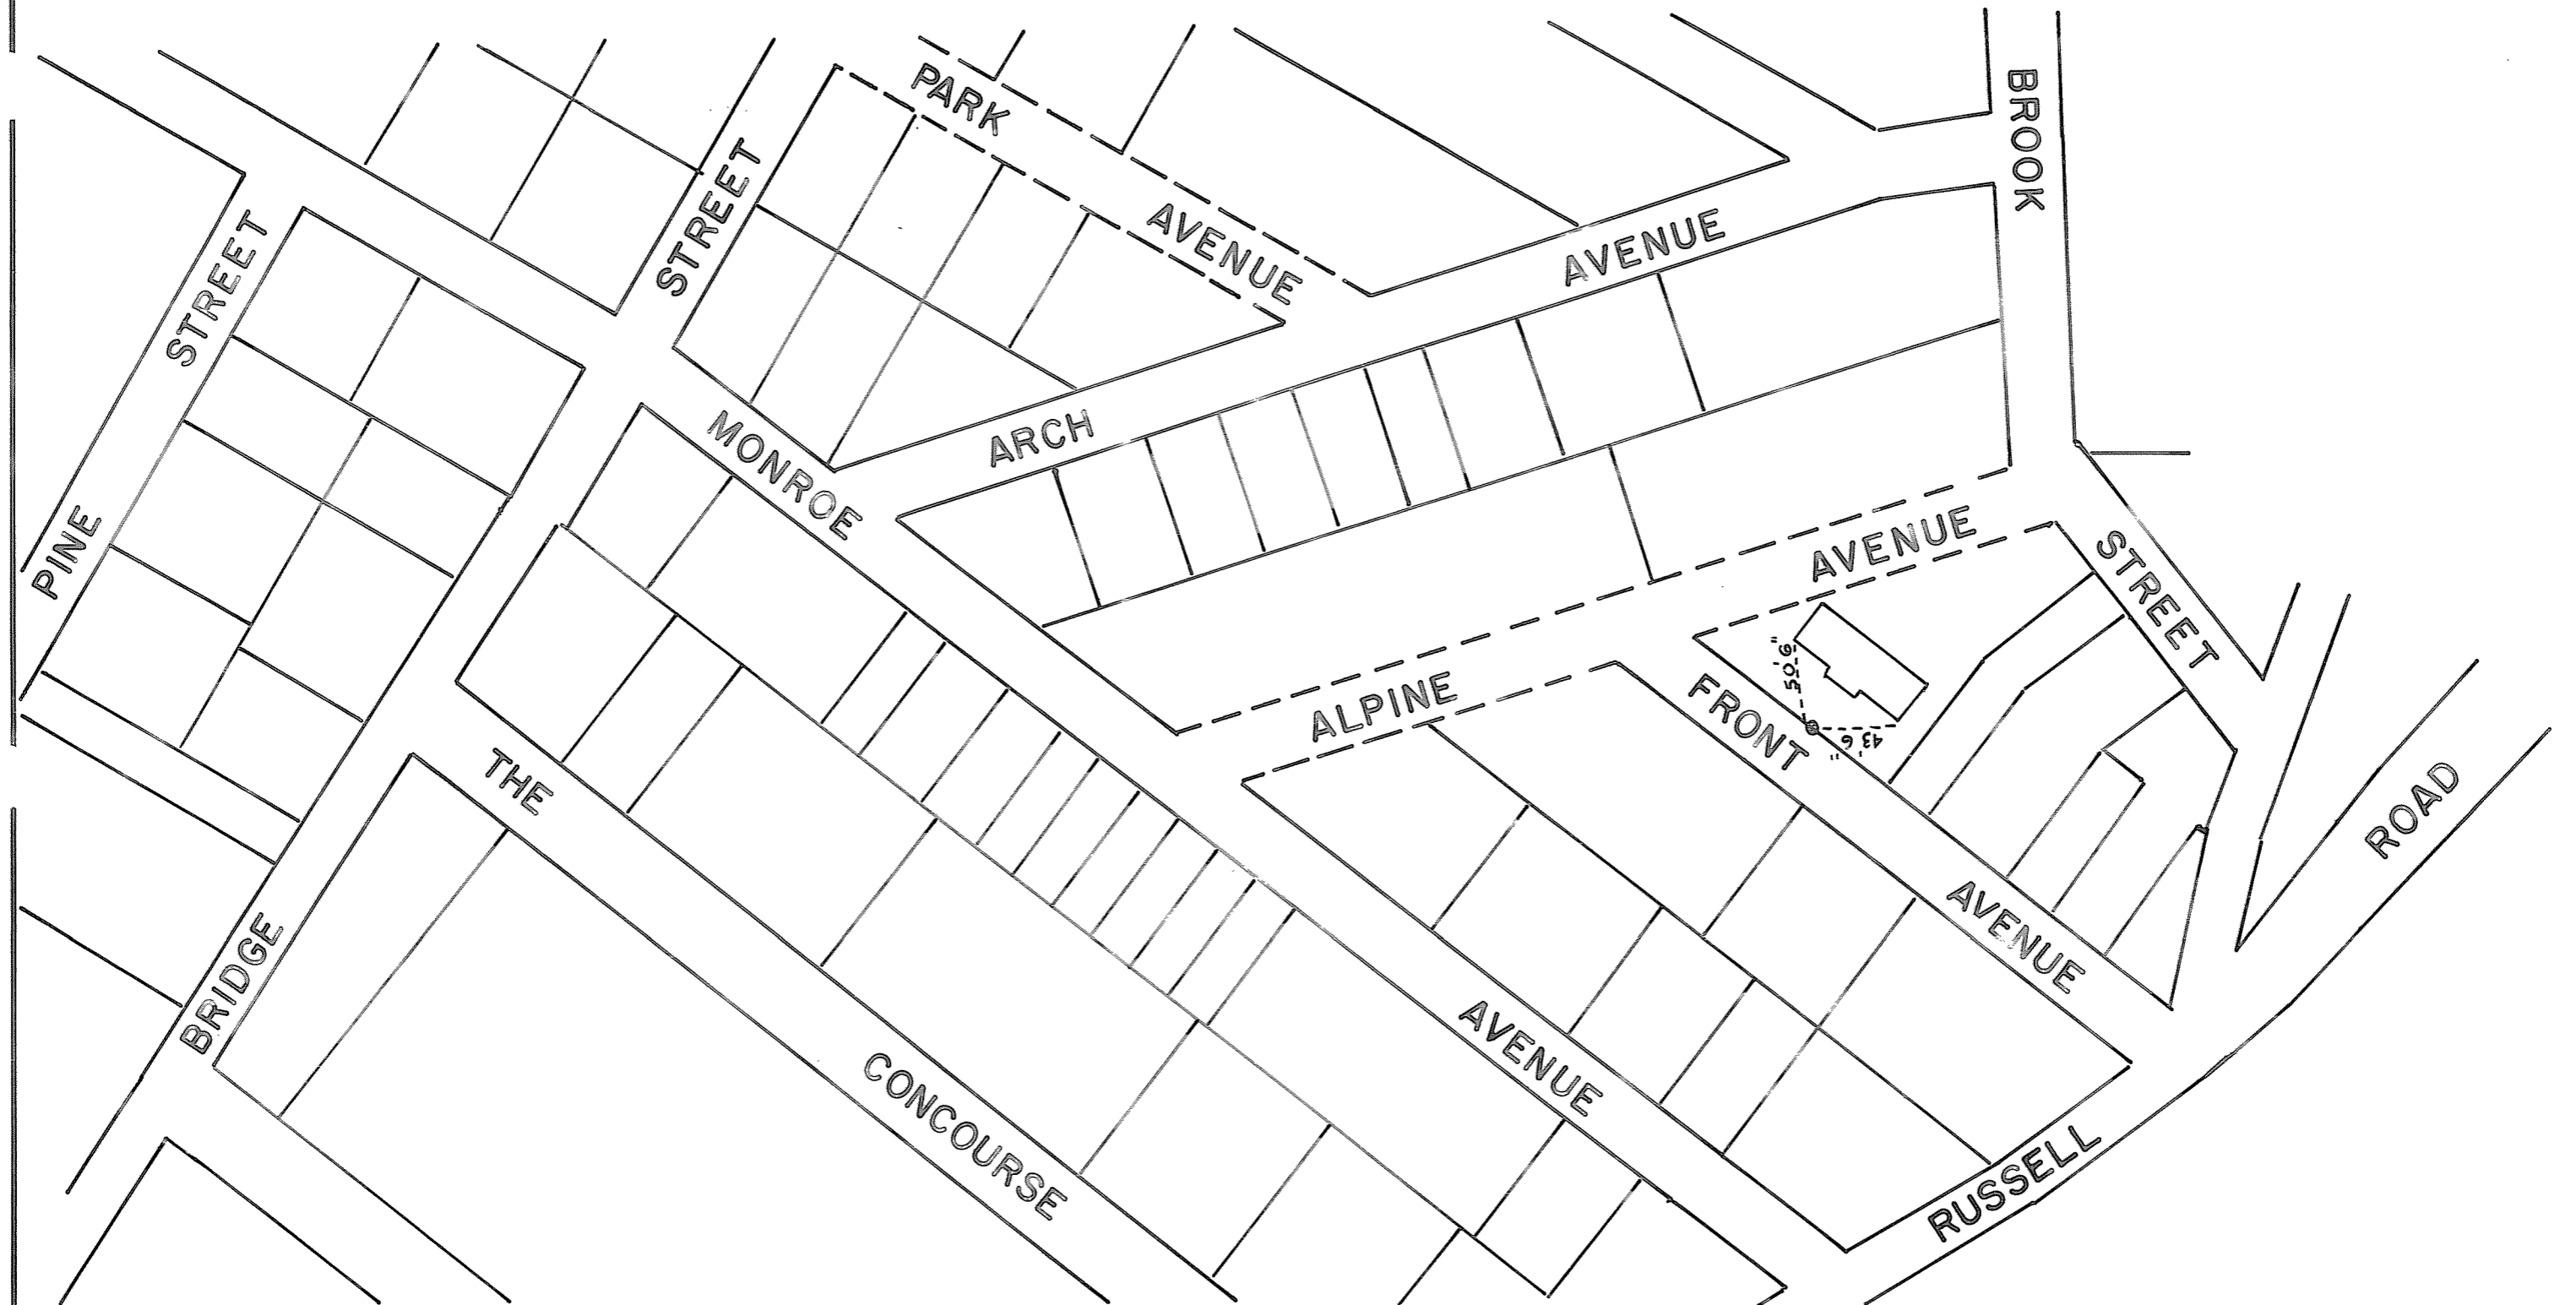 PARK
AVENUE
BROOK
STREET
STREET
STREET
AVENUE
ARCH
MONROE
PINE
AVENUE
STREET
ALPINE
FRONT
50'6"
43'6"
THE
ROAD
AVENUE
BRIDGE
CONCOURSE
AVENUE
RUSSELL